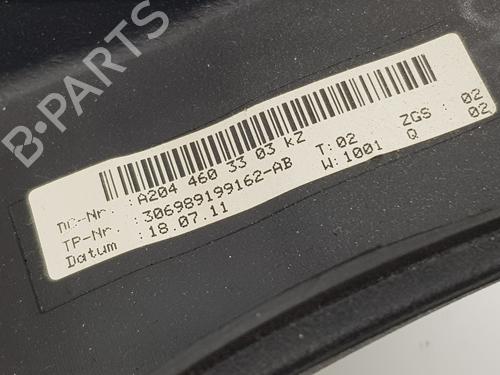 B-PARTS
DC-Nr. :A204 460 33 03 kZ T:02 ZGS : 02
TP-Nr. :306989199162-AB W:1001 Q : 02
Datum :18.07.11